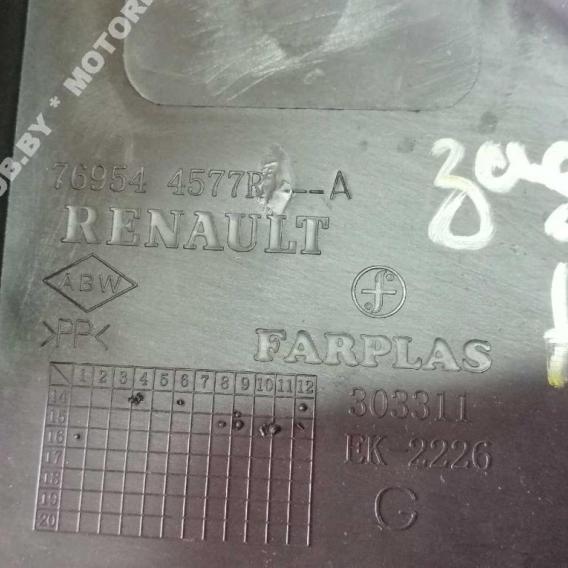 76954 4577R --A
RENAULT
ABW
>PP<
FARPLAS
1 2 3 4 5 6 7 8 9 10 11 12
14
15
16
17
18
19
20
303311
EK 2226
G